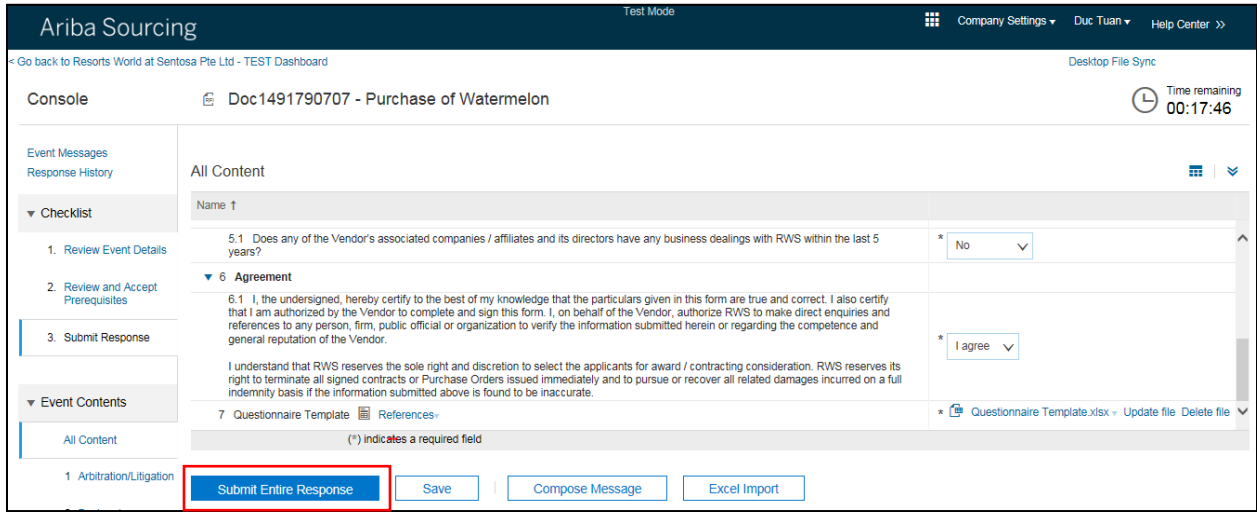 Test Mode
Ariba Sourcing
Company Settings
Duc Tuan
Help Center »
< Go back to Resorts World at Sentosa Pte Ltd - TEST Dashboard
Desktop File Sync
Console
Doc1491790707 - Purchase of Watermelon
Time remaining
00:17:46
Event Messages
Response History
Checklist
1. Review Event Details
2. Review and Accept
Prerequisites
3. Submit Response
Event Contents
All Content
1 Arbitration/Litigation
All Content
Name ↑
5.1 Does any of the Vendor's associated companies / affiliates and its directors have any business dealings with RWS within the last 5
years?
* No
6 Agreement
6.1 I, the undersigned, hereby certify to the best of my knowledge that the particulars given in this form are true and correct. I also certify
that I am authorized by the Vendor to complete and sign this form. I, on behalf of the Vendor, authorize RWS to make direct enquiries and
references to any person, firm, public official or organization to verify the information submitted herein or regarding the competence and
general reputation of the Vendor.
I understand that RWS reserves the sole right and discretion to select the applicants for award / contracting consideration. RWS reserves its
right to terminate all signed contracts or Purchase Orders issued immediately and to pursue or recover all related damages incurred on a full
indemnity basis if the information submitted above is found to be inaccurate.
* I agree
7 Questionnaire Template References
* Questionnaire Template.xlsx Update file Delete file
(*) indicates a required field
Submit Entire Response
Save
Compose Message
Excel Import